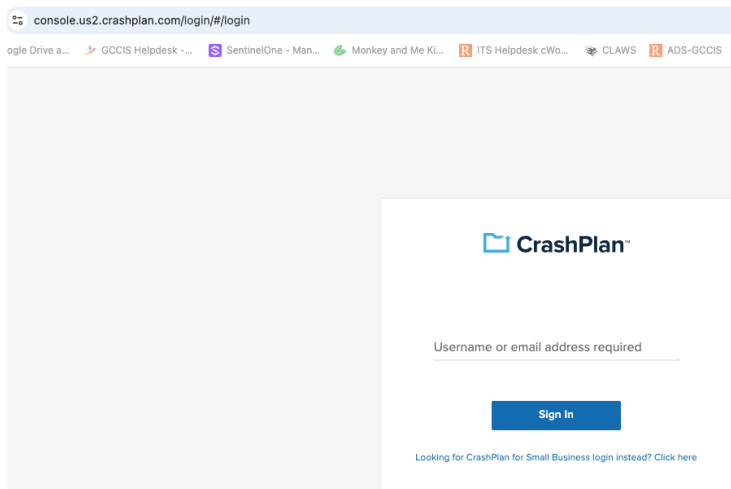 console.us2.crashplan.com/login/#/login
ogle Drive a... GCCIS Helpdesk -... SentinelOne - Man... Monkey and Me Ki... R ITS Helpdesk cWo... CLAWS R ADS-GCCIS
CrashPlan™
Username or email address required
Sign In
Looking for CrashPlan for Small Business login instead? Click here